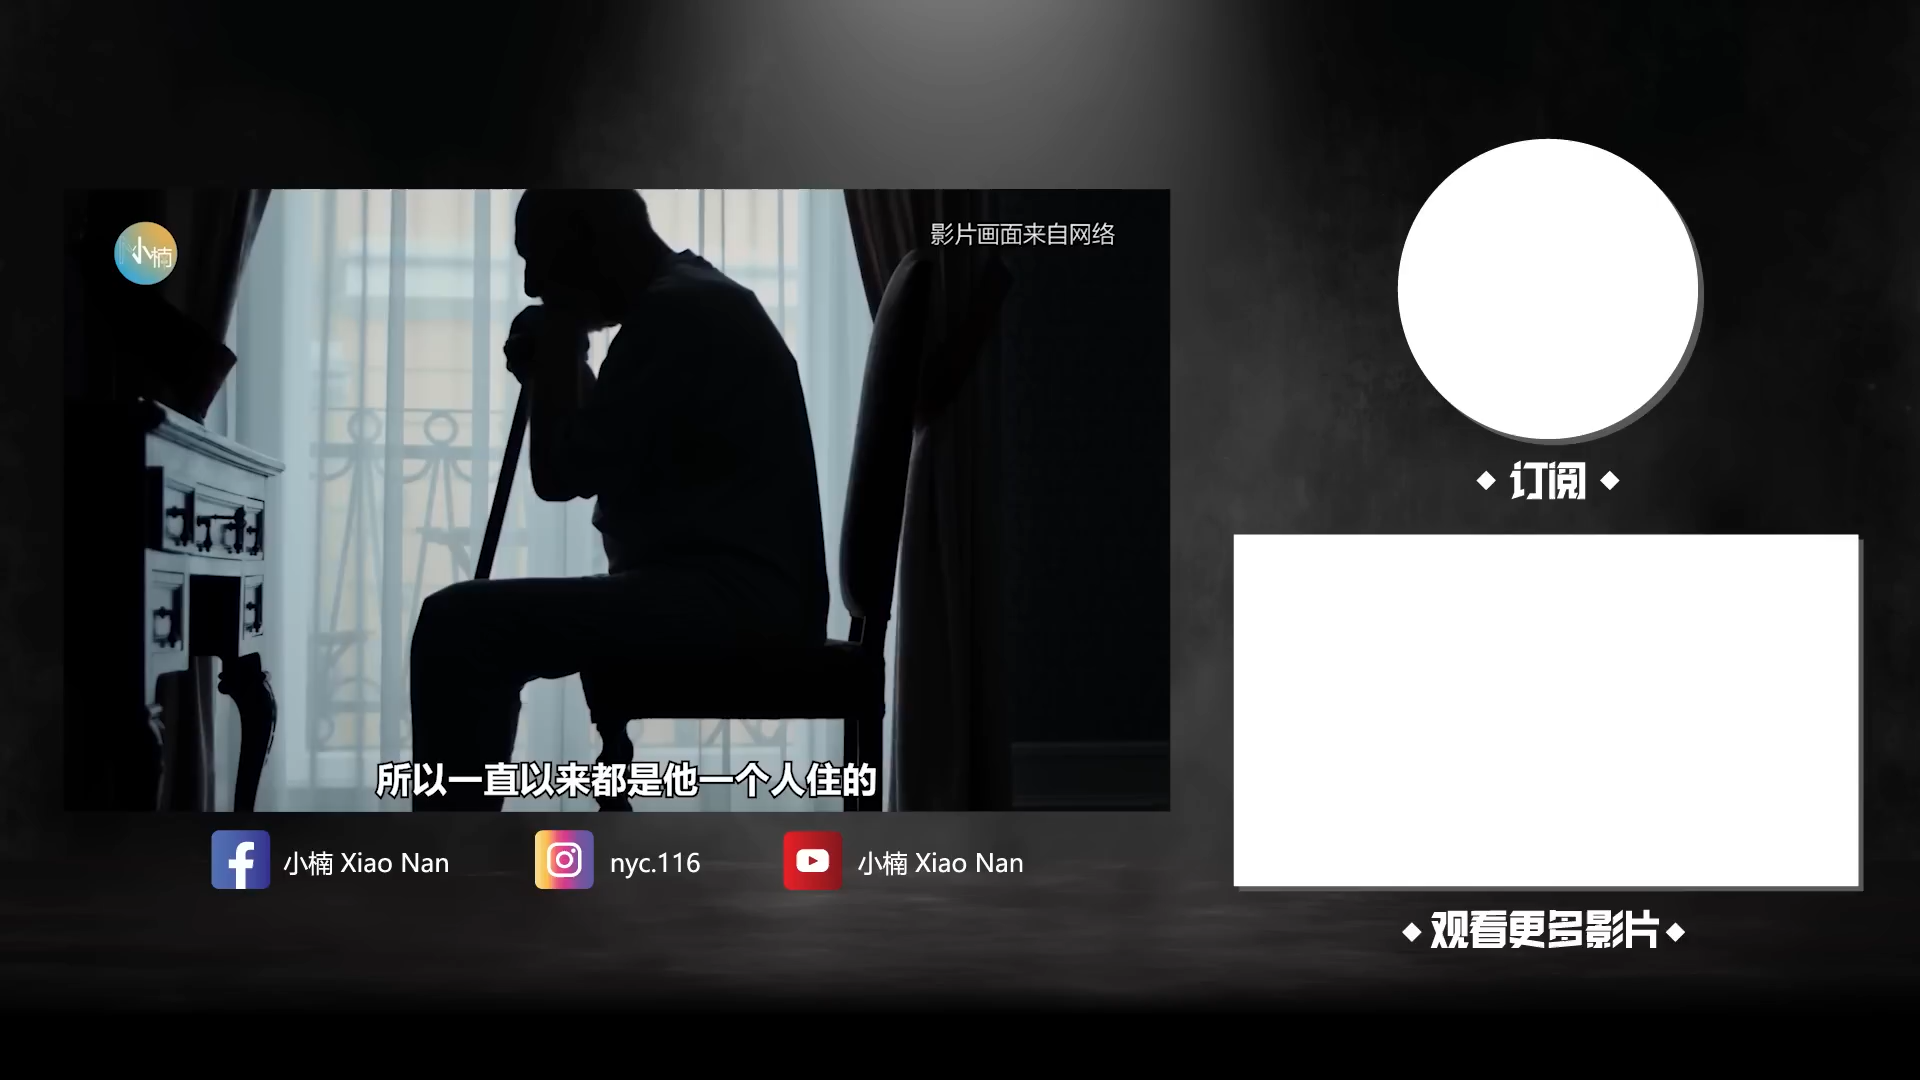 小楠
影片画面来自网络
所以一直以来都是他一个人住的
小楠 Xiao Nan
nyc.116
小楠 Xiao Nan
订阅
观看更多影片